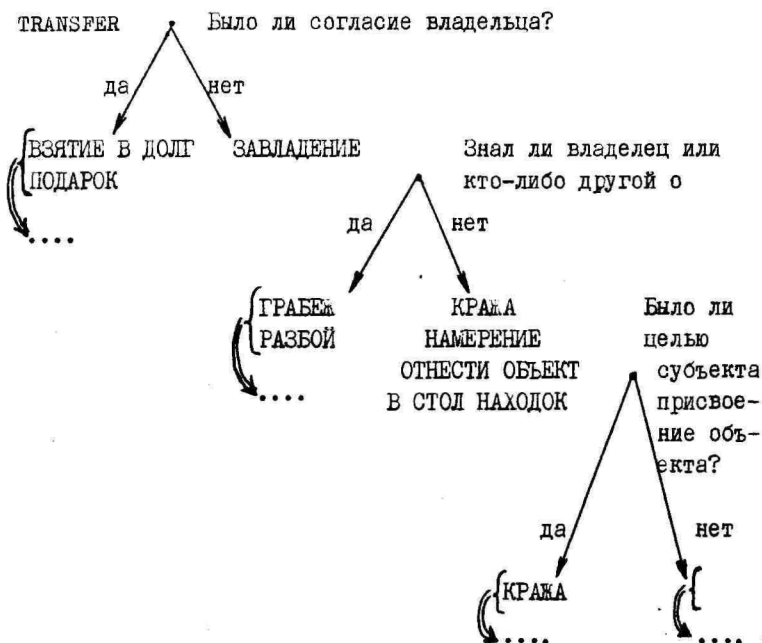 TRANSFER Было ли согласие владельца?
да нет
ВЗЯТИЕ В ДОЛГ ЗАВЛАДЕНИЕ Знал ли владелец или
ПОДАРОК кто-либо другой о
....
да нет
ГРАБЕЖ КРАЖА Было ли
РАЗБОЙ НАМЕРЕНИЕ целью
ОТНЕСТИ ОБЪЕКТ субъекта
.... В СТОЛ НАХОДОК присвое-
ние объ-
екта?
да нет
КРАЖА
..... ....